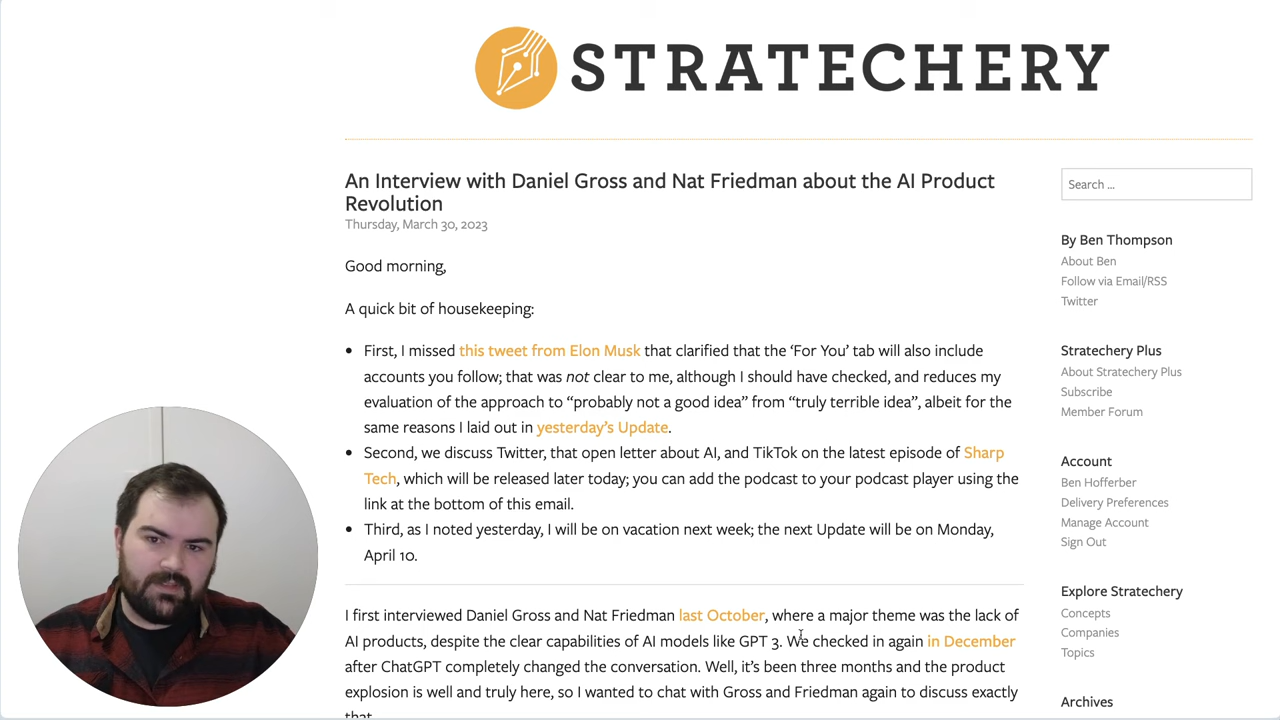 STRATECHERY
An Interview with Daniel Gross and Nat Friedman about the AI Product
Revolution
Thursday, March 30, 2023
Good morning,
A quick bit of housekeeping:
First, I missed this tweet from Elon Musk that clarified that the ‘For You’ tab will also include
accounts you follow; that was not clear to me, although I should have checked, and reduces my
evaluation of the approach to “probably not a good idea” from “truly terrible idea”, albeit for the
same reasons I laid out in yesterday’s Update.
Second, we discuss Twitter, that open letter about AI, and TikTok on the latest episode of Sharp
Tech, which will be released later today; you can add the podcast to your podcast player using the
link at the bottom of this email.
Third, as I noted yesterday, I will be on vacation next week; the next Update will be on Monday,
April 10.
I first interviewed Daniel Gross and Nat Friedman last October, where a major theme was the lack of
AI products, despite the clear capabilities of AI models like GPT 3. We checked in again in December
after ChatGPT completely changed the conversation. Well, it’s been three months and the product
explosion is well and truly here, so I wanted to chat with Gross and Friedman again to discuss exactly
that.
Search ...
By Ben Thompson
About Ben
Follow via Email/RSS
Twitter
Stratechery Plus
About Stratechery Plus
Subscribe
Member Forum
Account
Ben Hofferber
Delivery Preferences
Manage Account
Sign Out
Explore Stratechery
Concepts
Companies
Topics
Archives